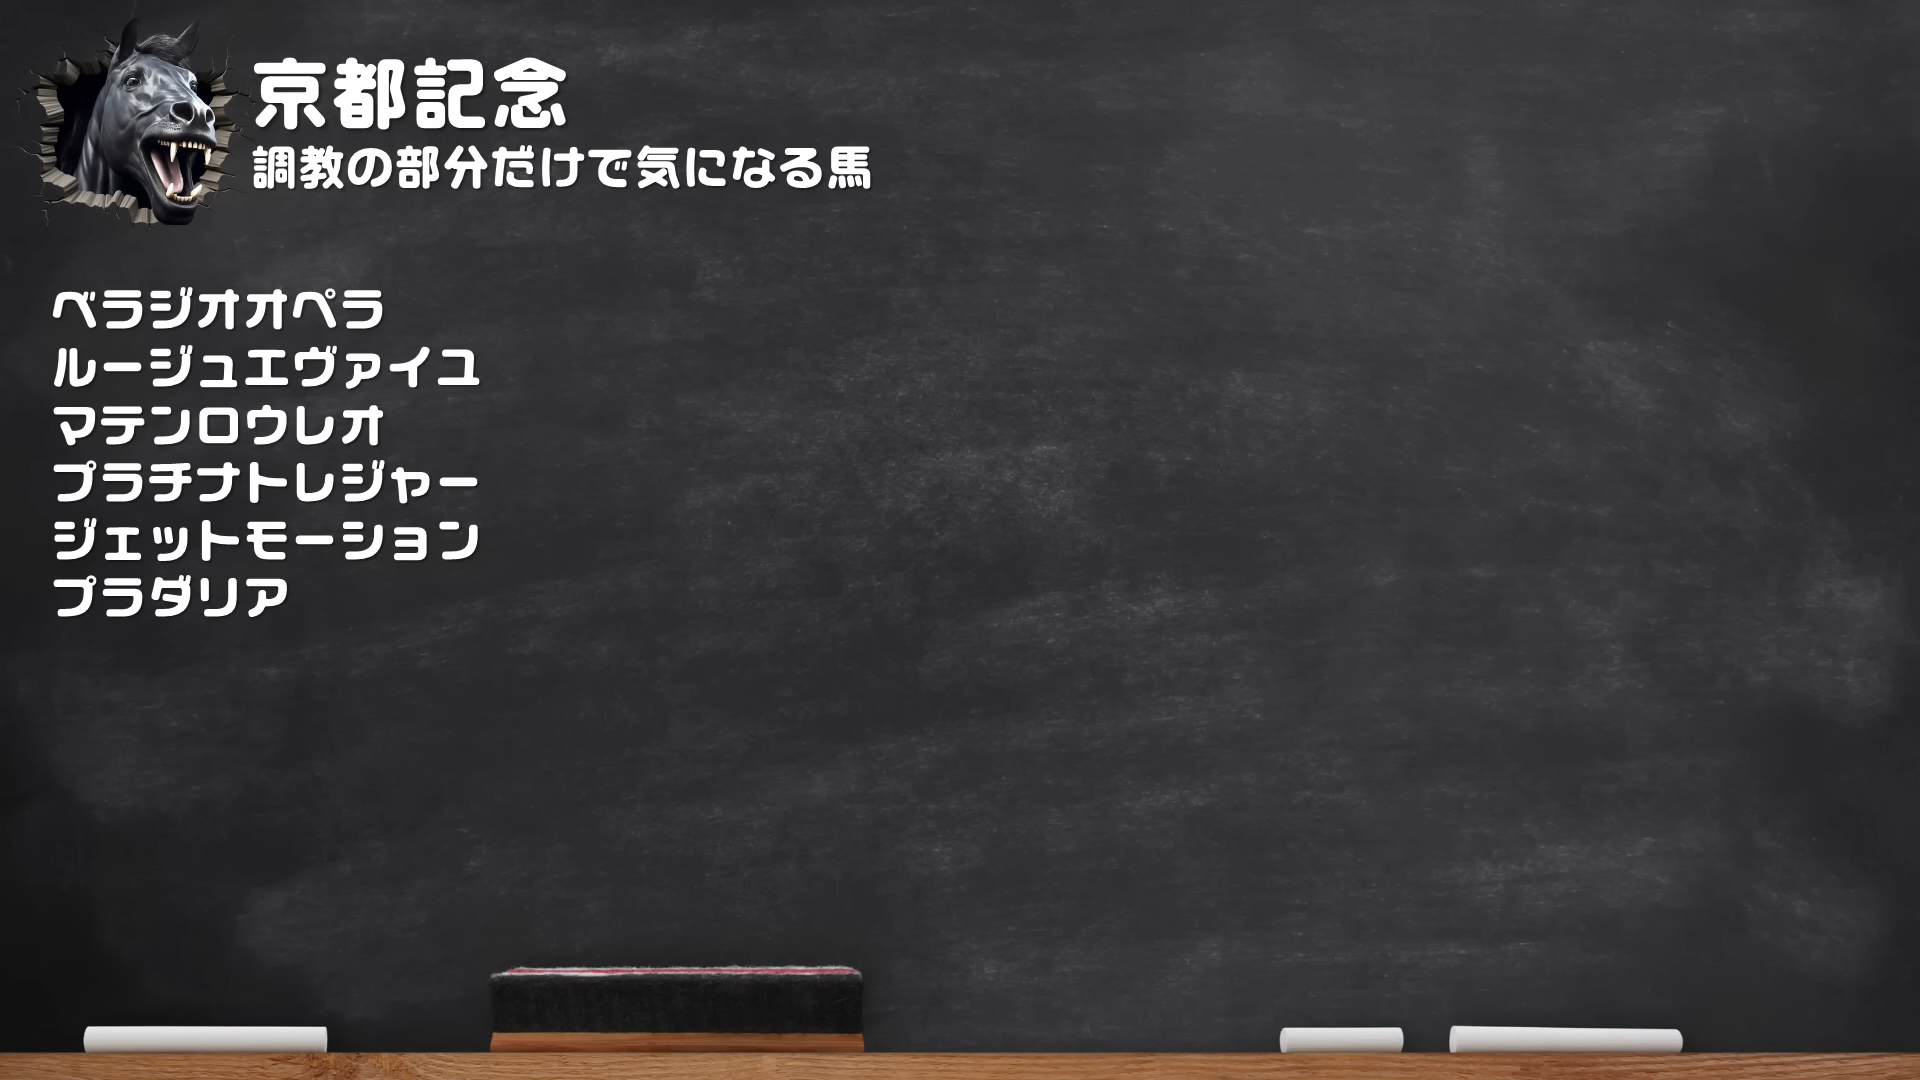 京都記念
調教の部分だけで気になる馬
ベラジオオペラ
ルージュエヴァイユ
マテンロウレオ
プラチナトレジャー
ジェットモーション
プラダリア